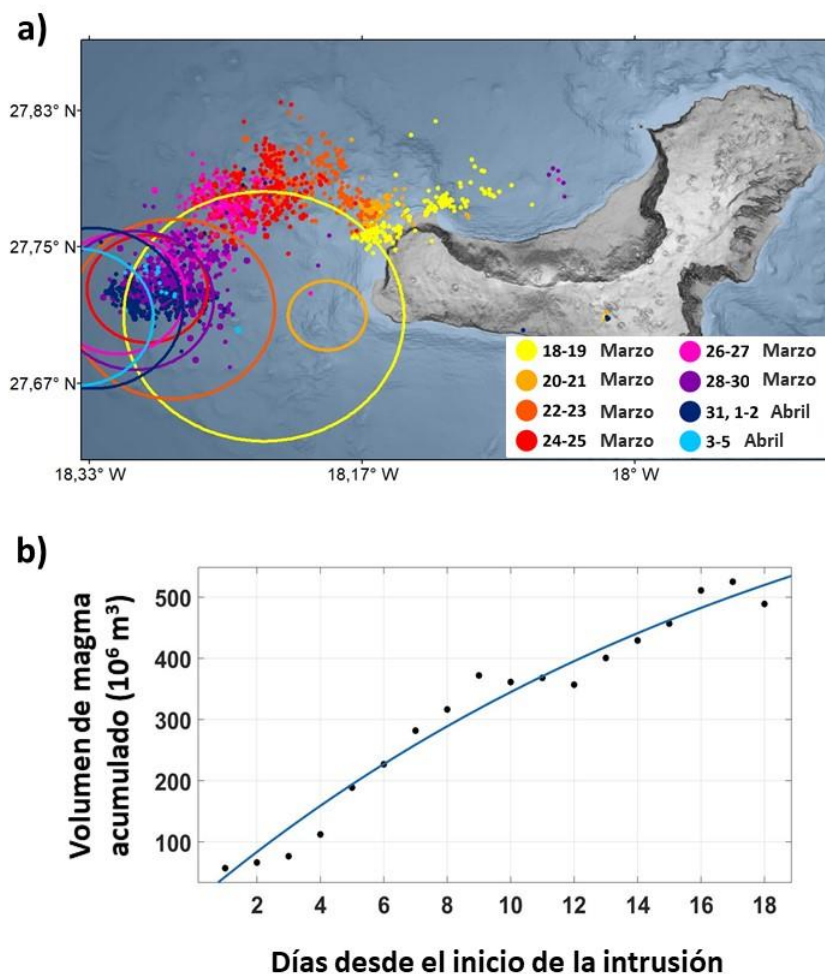 a)
27,83° N
27,75° N
27,67° N
18,33° W
18,17° W
18° W
18-19 Marzo
20-21 Marzo
22-23 Marzo
24-25 Marzo
26-27 Marzo
28-30 Marzo
31, 1-2 Abril
3-5 Abril
b)
Volumen de magma
acumulado (10⁶ m³)
500
400
300
200
100
2 4 6 8 10 12 14 16 18
Días desde el inicio de la intrusión